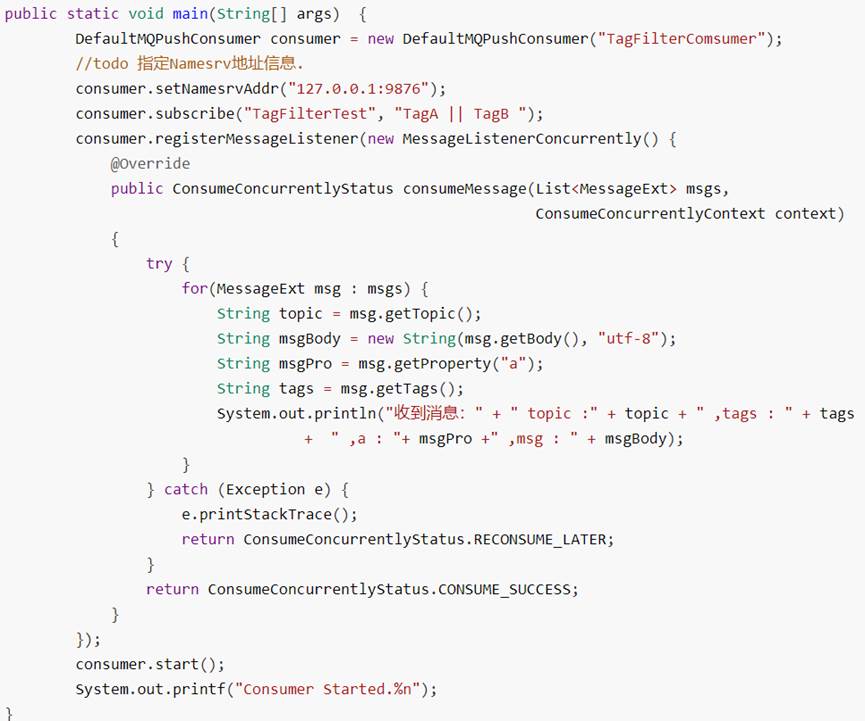 public static void main(String[] args)  {
        DefaultMQPushConsumer consumer = new DefaultMQPushConsumer("TagFilterComsumer");
        //todo 指定Namesrv地址信息.
        consumer.setNamesrvAddr("127.0.0.1:9876");
        consumer.subscribe("TagFilterTest", "TagA || TagB ");
        consumer.registerMessageListener(new MessageListenerConcurrently() {
            @Override
            public ConsumeConcurrentlyStatus consumeMessage(List<MessageExt> msgs,
                                                            ConsumeConcurrentlyContext context)
            {
                try {
                    for(MessageExt msg : msgs) {
                        String topic = msg.getTopic();
                        String msgBody = new String(msg.getBody(), "utf-8");
                        String msgPro = msg.getProperty("a");
                        String tags = msg.getTags();
                        System.out.println("收到消息：" + " topic :" + topic + " ,tags : " + tags
                                  +  " ,a : "+ msgPro +" ,msg : " + msgBody);
                    }
                } catch (Exception e) {
                    e.printStackTrace();
                    return ConsumeConcurrentlyStatus.RECONSUME_LATER;
                }
                return ConsumeConcurrentlyStatus.CONSUME_SUCCESS;
            }
        });
        consumer.start();
        System.out.printf("Consumer Started.%n");
}